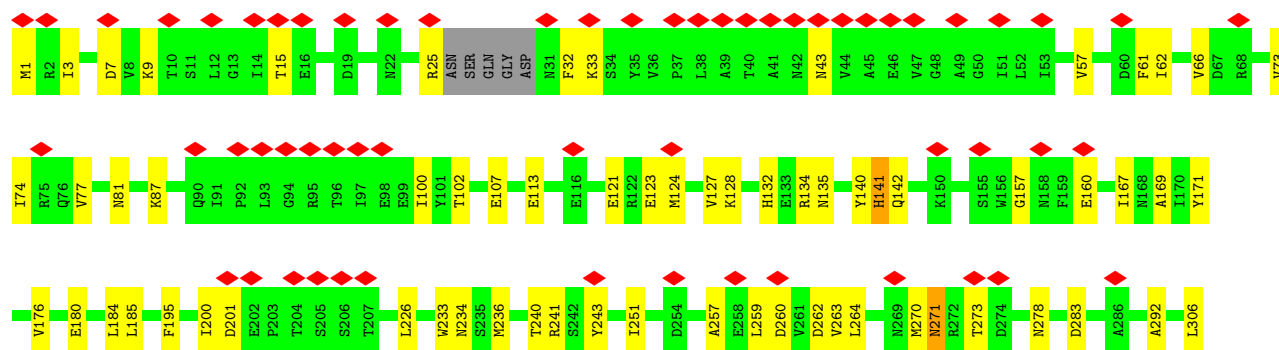 M1 R2 I3 D7 V8 K9 T10 S11 L12 G13 I14 T15 E16 D19 N22 R25 ASN SER GLN GLY ASP N31 F32 K33 S34 Y35 V36 P37 L38 A39 T40 A41 N42 N43 V44 A45 E46 V47 G48 A49 G50 I51 L52 I53 V57 D60 F61 I62 V66 D67 R68 V73
I74 R75 Q76 V77 N81 K87 Q90 I91 P92 L93 G94 R95 T96 I97 E98 E99 I100 Y101 T102 E107 E113 E116 E121 R122 E123 M124 V127 K128 H132 E133 R134 N135 Y140 H141 Q142 K150 S155 W156 G157 N158 F159 E160 I167 N168 A169 I170 Y171
V176 E180 L184 L185 F195 I200 D201 E202 P203 T204 S205 S206 T207 L226 W233 N234 S235 M236 T240 R241 S242 Y243 I251 D254 A257 E258 L259 D260 V261 D262 V263 L264 N269 M270 N271 R272 T273 D274 N278 D283 A286 A292 L306